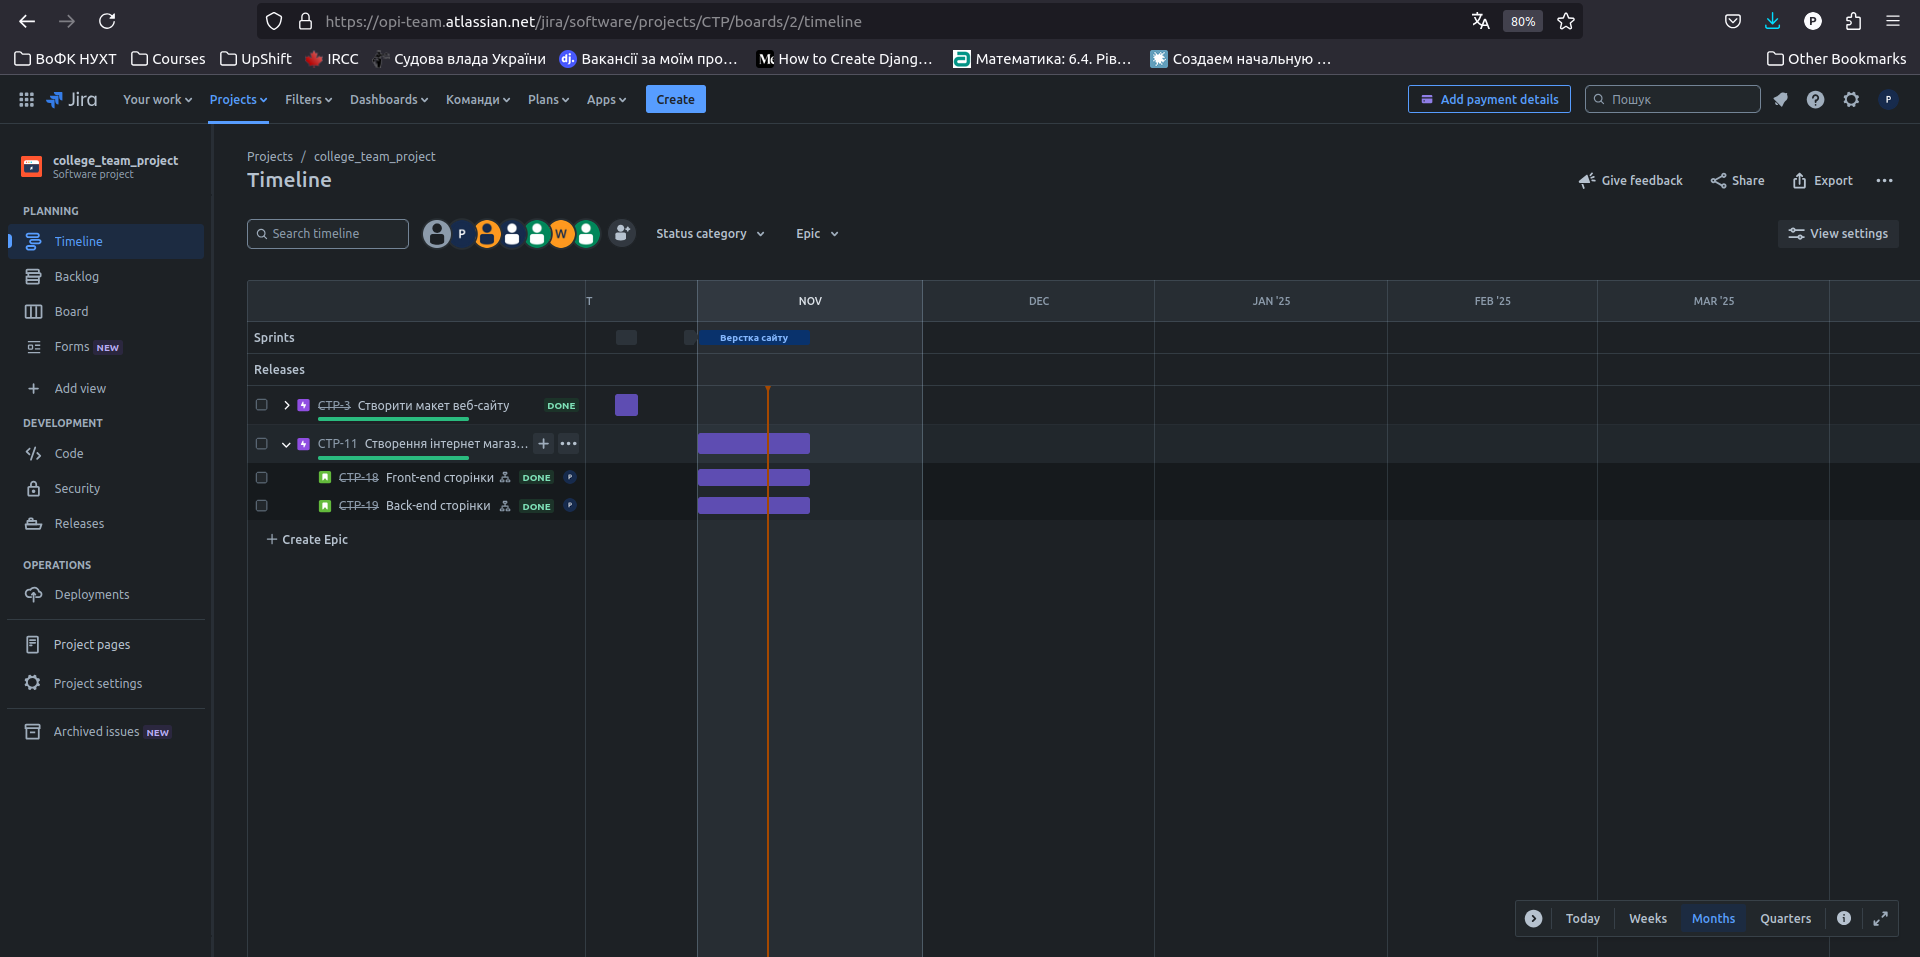 https://opi-team.atlassian.net/jira/software/projects/CTP/boards/2/timeline
80%
P
ВоФК НУХТ
Courses
UpShift
IRCC
Судова влада України
dj
Вакансії за моїм про…
How to Create Djang…
Математика: 6.4. Рів…
Создаем начальную …
Other Bookmarks
Jira
Your work
Projects
Filters
Dashboards
Команди
Plans
Apps
Create
Add payment details
Пошук
P
college_team_project
Software project
PLANNING
Timeline
Backlog
Board
Forms NEW
Add view
DEVELOPMENT
Code
Security
Releases
OPERATIONS
Deployments
Project pages
Project settings
Archived issues NEW
Projects / college_team_project
Timeline
Give feedback
Share
Export
Search timeline
P
W
Status category
Epic
View settings
T
NOV
DEC
JAN '25
FEB '25
MAR '25
Sprints
Верстка сайту
Releases
CTP-3 Створити макет веб-сайту DONE
CTP-11 Створення інтернет магаз…
CTP-18 Front-end сторінки DONE P
CTP-19 Back-end сторінки DONE P
Create Epic
Today
Weeks
Months
Quarters